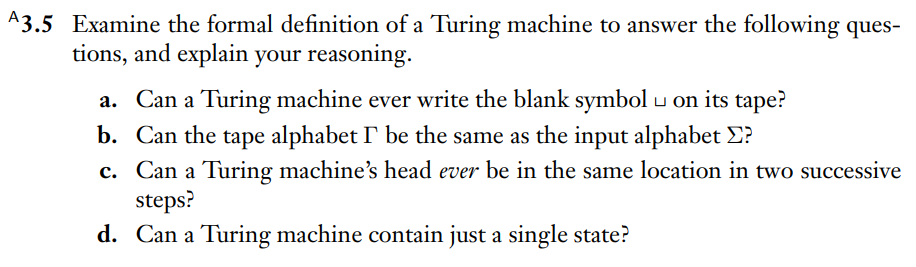 ᴬ3.5 Examine the formal definition of a Turing machine to answer the following ques-
tions, and explain your reasoning.
a. Can a Turing machine ever write the blank symbol ␣ on its tape?
b. Can the tape alphabet Γ be the same as the input alphabet Σ?
c. Can a Turing machine’s head ever be in the same location in two successive
steps?
d. Can a Turing machine contain just a single state?